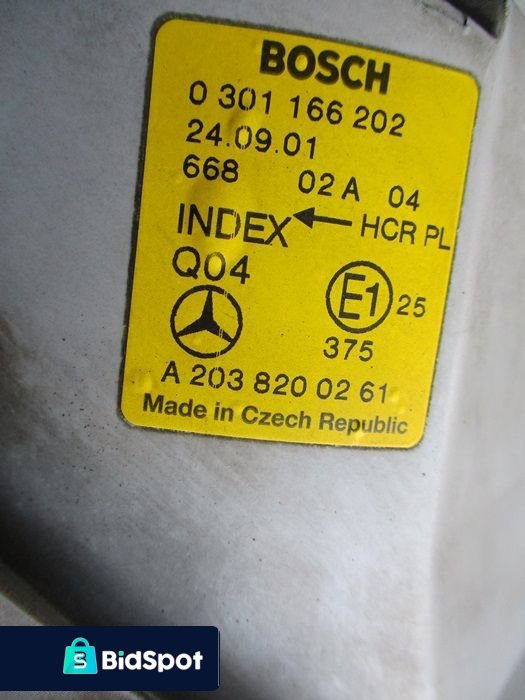 BOSCH
0 301 166 202
24.09.01
668 02 A 04
INDEX ← HCR PL
Q04
E1 25
375
A 203 820 02 61
Made in Czech Republic
S BidSpot